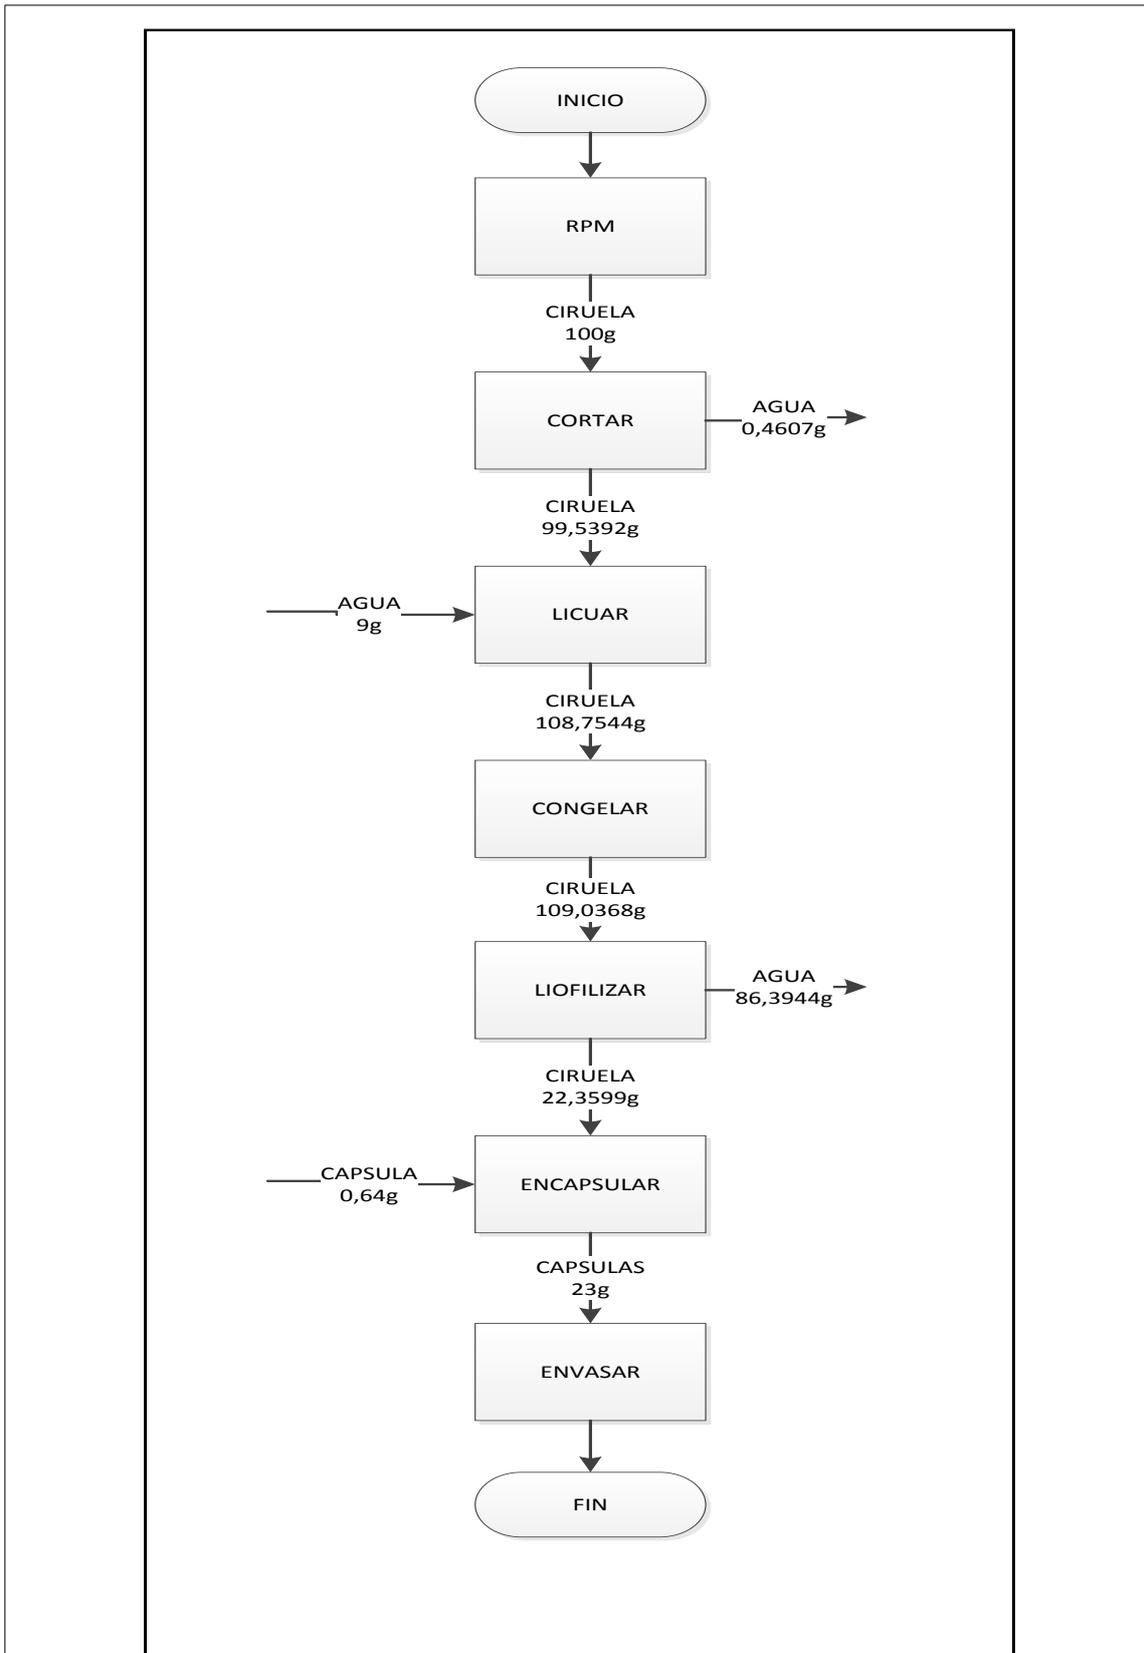 INICIO
RPM
CIRUELA
100g
CORTAR
AGUA
0,4607g
CIRUELA
99,5392g
AGUA
9g
LICUAR
CIRUELA
108,7544g
CONGELAR
CIRUELA
109,0368g
LIOFILIZAR
AGUA
86,3944g
CIRUELA
22,3599g
CAPSULA
0,64g
ENCAPSULAR
CAPSULAS
23g
ENVASAR
FIN